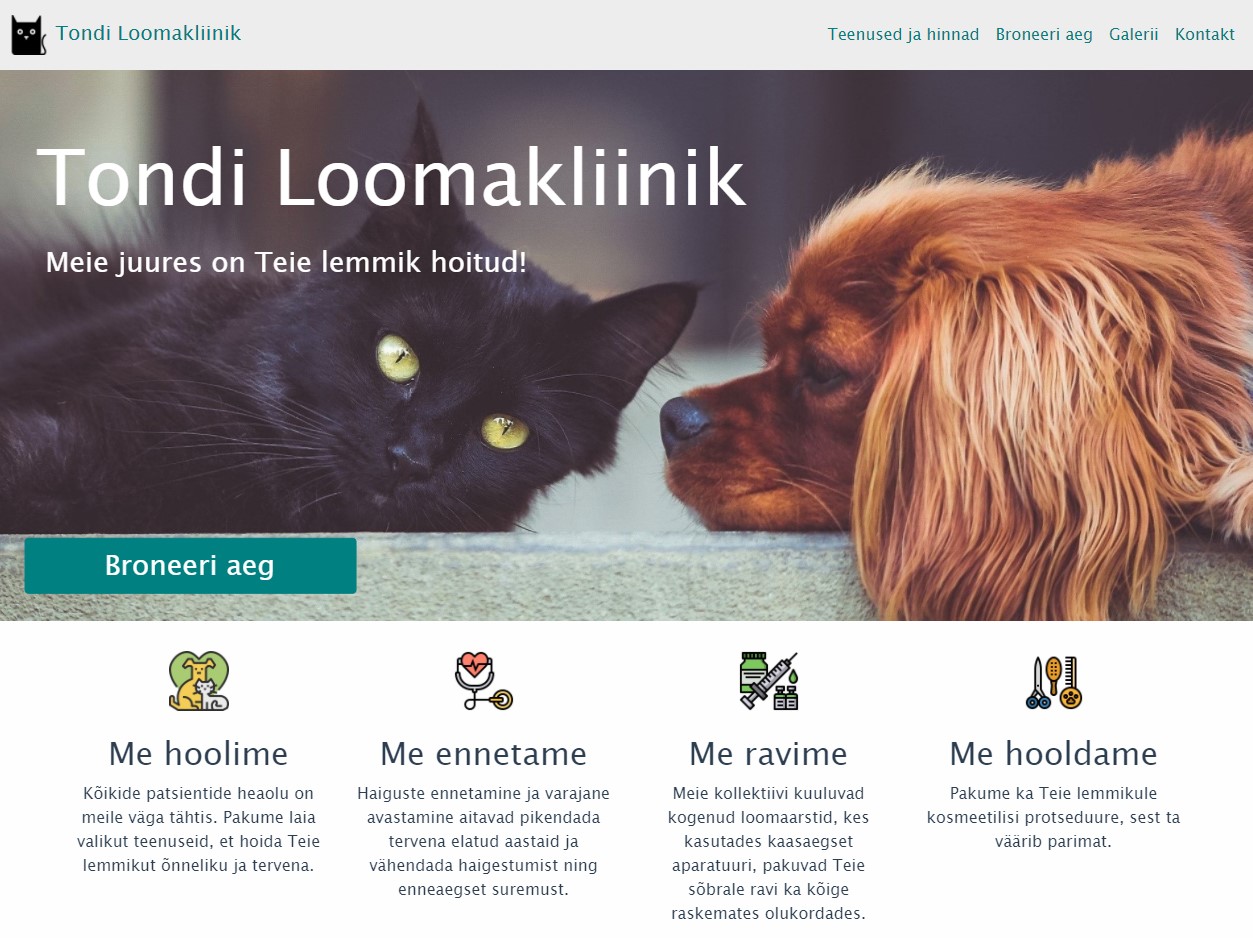 Tondi Loomakliinik
Teenused ja hinnad Broneeri aeg Galerii Kontakt
Tondi Loomakliinik
Meie juures on Teie lemmik hoitud!
Broneeri aeg
Me hoolime
Kõikide patsientide heaolu on
meile väga tähtis. Pakume laia
valikut teenuseid, et hoida Teie
lemmikut õnneliku ja tervena.
Me ennetame
Haiguste ennetamine ja varajane
avastamine aitavad pikendada
tervena elatud aastaid ja
vähendada haigestumist ning
enneaegset suremust.
Me ravime
Meie kollektiivi kuuluvad
kogenud loomaarstid, kes
kasutades kaasaegset
aparatuuri, pakuvad Teie
sõbrale ravi ka kõige
raskemates olukordades.
Me hooldame
Pakume ka Teie lemmikule
kosmeetilisi protseduure, sest ta
väärib parimat.